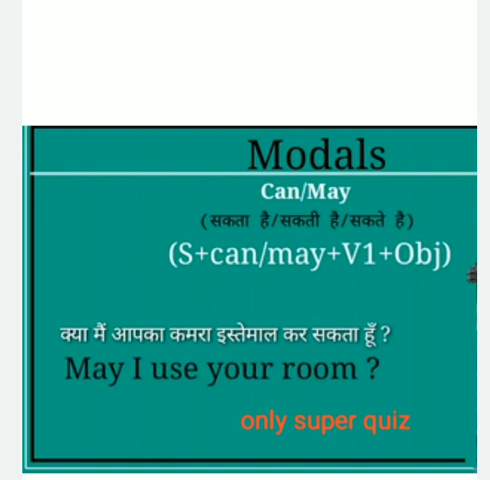 Modals
Can/May
(सकता है/सकती है/सकते है)
(S+can/may+V1+Obj)
क्या मैं आपका कमरा इस्तेमाल कर सकता हूँ ?
May I use your room ?
only super quiz